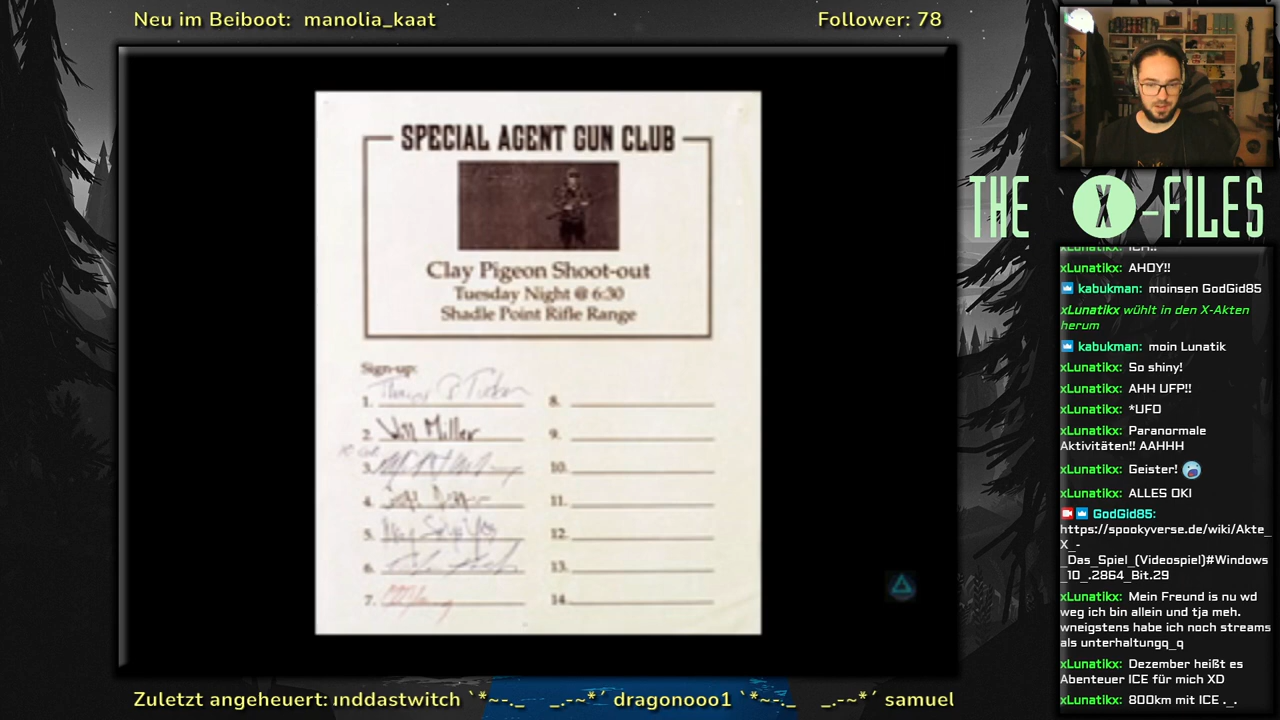 Neu im Beiboot: manolia_kaat
Follower: 78
SPECIAL AGENT GUN CLUB
Clay Pigeon Shoot-out
Tuesday Night @ 6:30
Shadle Point Rifle Range
Sign-up:
1.
2. Will Miller
3.
4.
5.
6.
7.
8.
9.
10.
11.
12.
13.
14.
THE X-FILES
xLunatikx: AHOY!!
kabukman: moinsen GodGid85
xLunatikx wühlt in den X-Akten
herum
kabukman: moin Lunatik
xLunatikx: So shiny!
xLunatikx: AHH UFP!!
xLunatikx: *UFO
xLunatikx: Paranormale
Aktivitäten!! AAHHH
xLunatikx: Geister!
xLunatikx: ALLES OKI
GodGid85:
https://spookyverse.de/wiki/Akte_
X_-
_Das_Spiel_(Videospiel)#Windows
_10_.2864_Bit.29
xLunatikx: Mein Freund is nu wd
weg ich bin allein und tja meh.
wneigstens habe ich noch streams
als unterhaltungq_q
xLunatikx: Dezember heißt es
Abenteuer ICE für mich XD
xLunatikx: 800km mit ICE ._.
Zuletzt angeheuert: unddastwitch `*~-._ _.-~*´ dragonooo1 `*~-._ _.-~*´ samuel